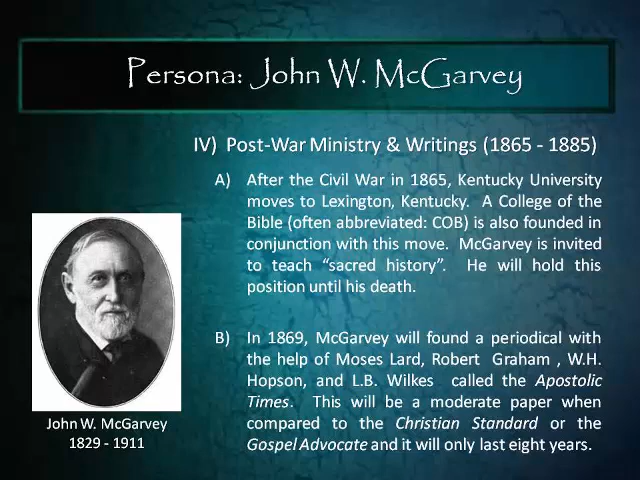 Persona: John W. McGarvey
IV) Post-War Ministry & Writings (1865 - 1885)
A) After the Civil War in 1865, Kentucky University
moves to Lexington, Kentucky. A College of the
Bible (often abbreviated: COB) is also founded in
conjunction with this move. McGarvey is invited
to teach “sacred history”. He will hold this
position until his death.
B) In 1869, McGarvey will found a periodical with
the help of Moses Lard, Robert Graham , W.H.
Hopson, and L.B. Wilkes called the Apostolic
Times. This will be a moderate paper when
compared to the Christian Standard or the
Gospel Advocate and it will only last eight years.
John W. McGarvey
1829 - 1911